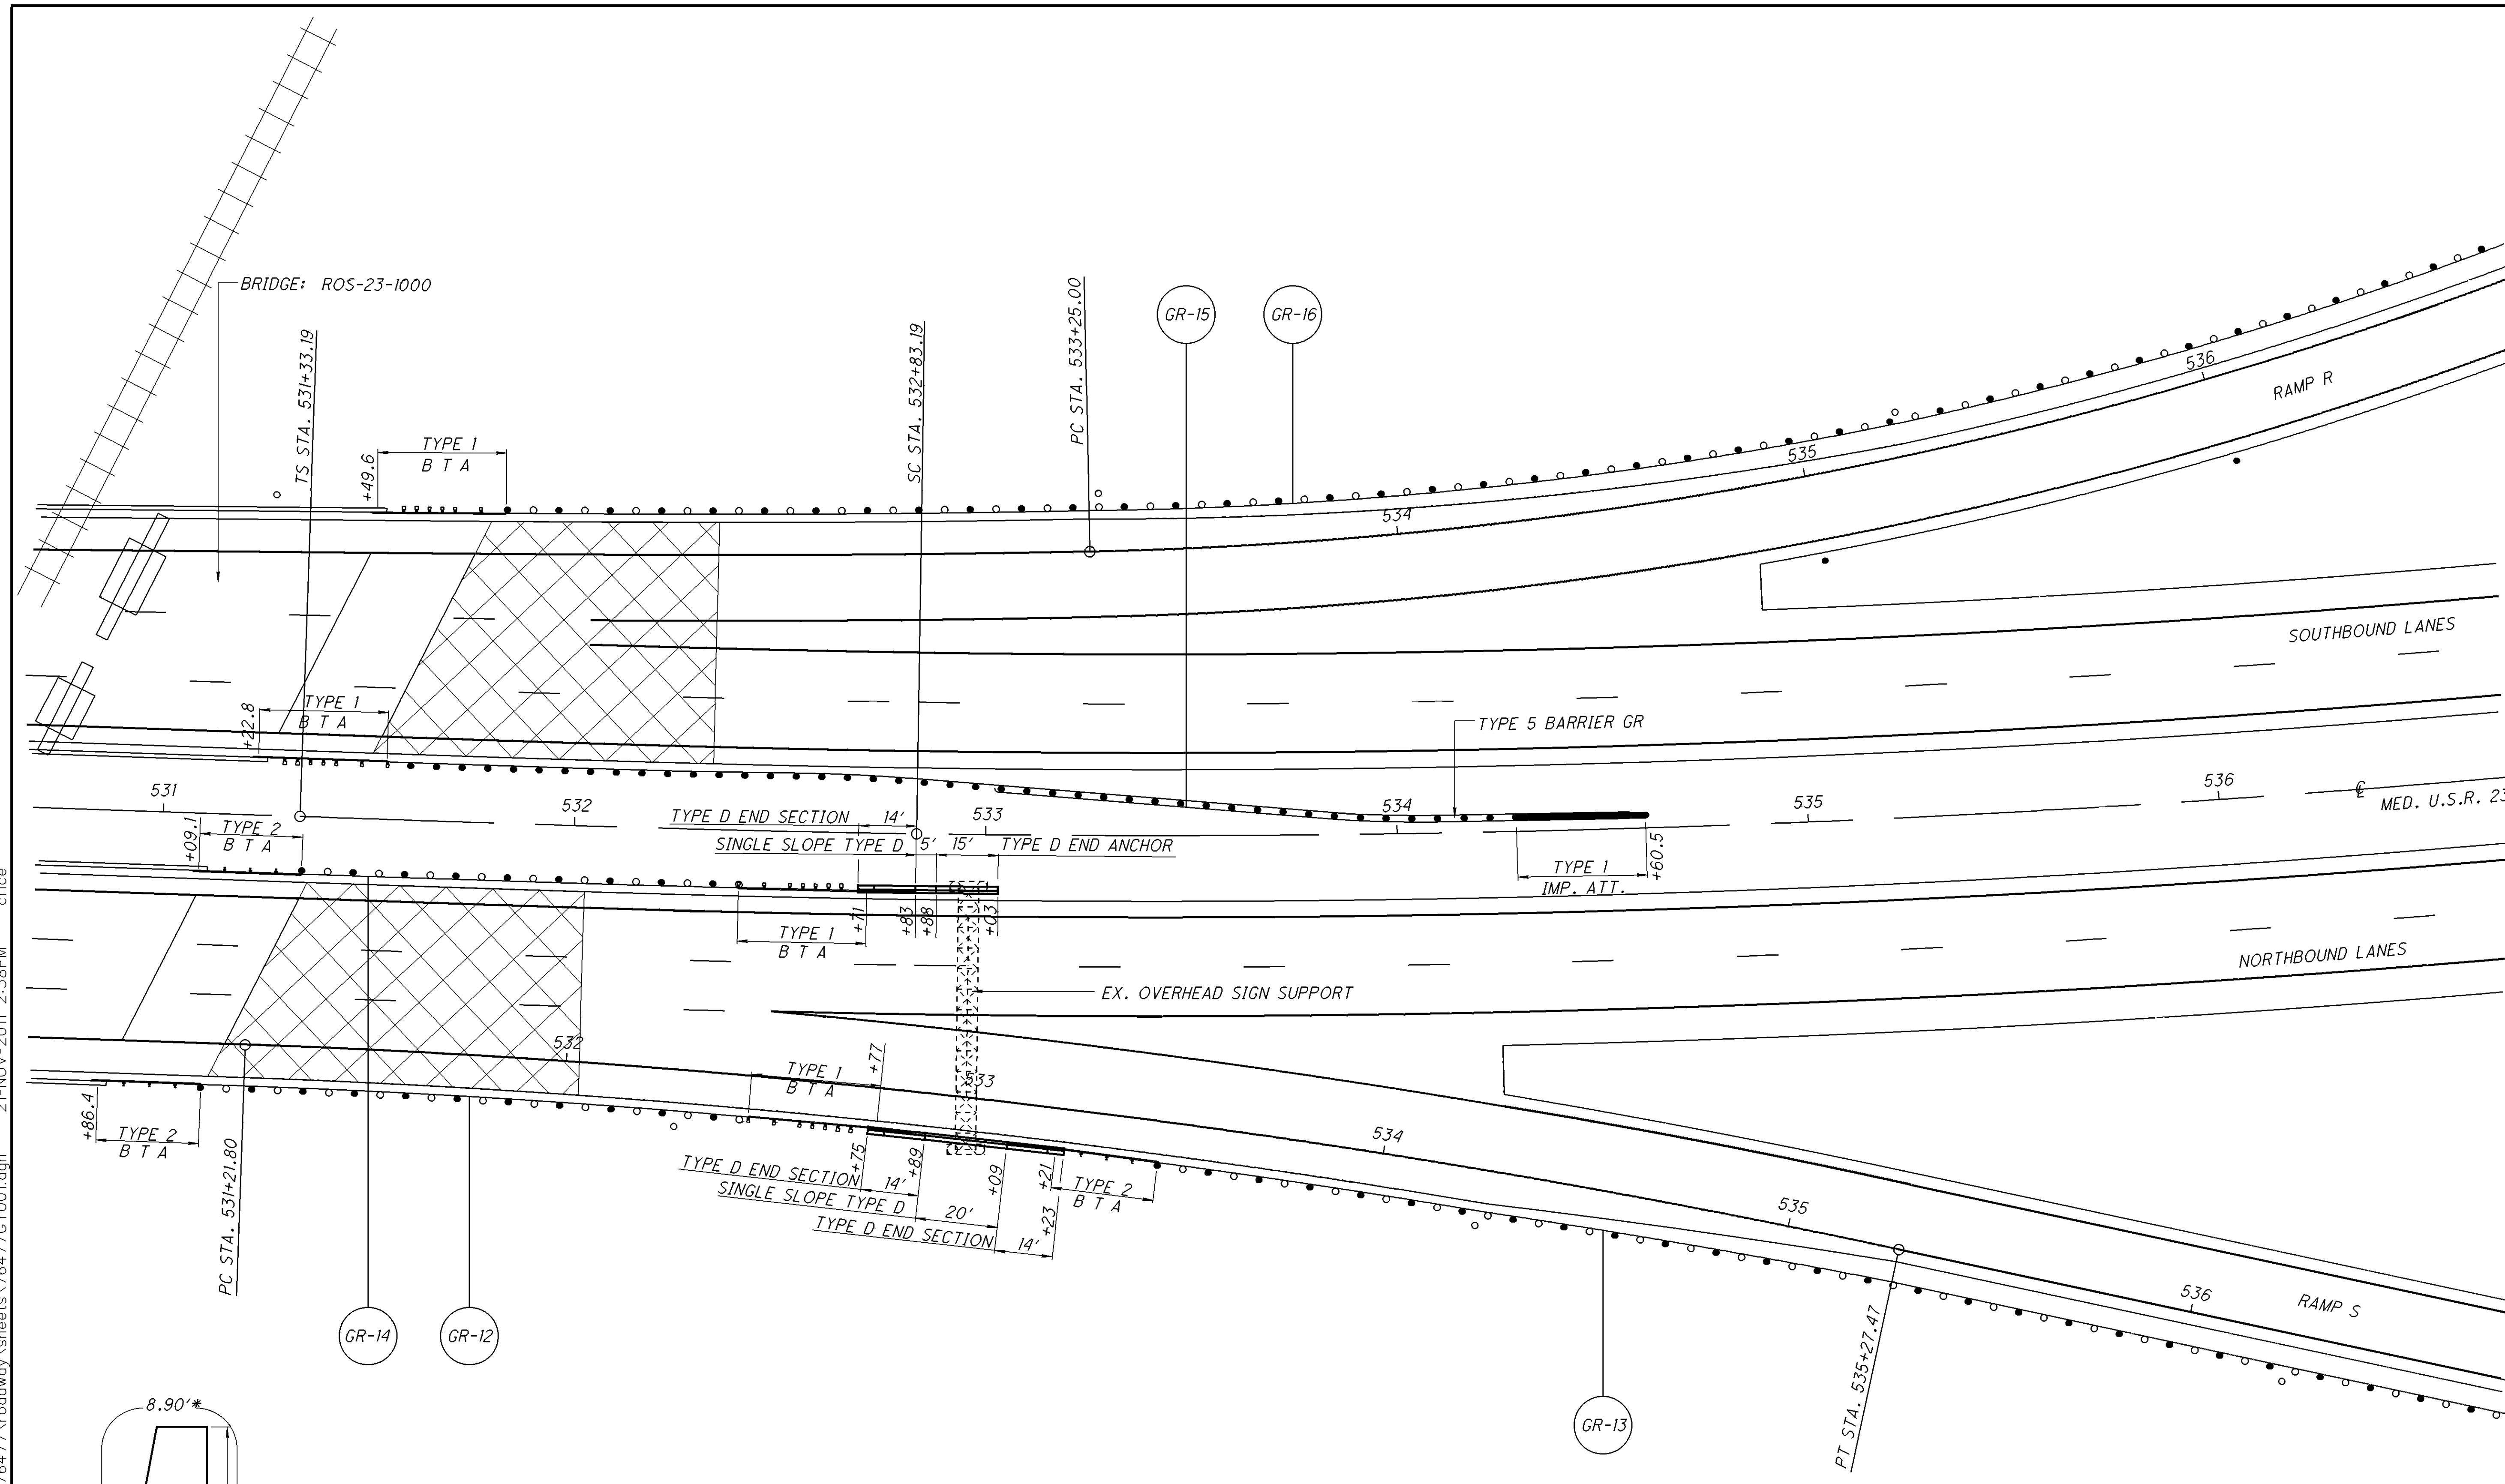 BRIDGE: ROS-23-1000
TS STA. 531+33.19
SC STA. 532+83.19
PC STA. 533+25.00
GR-15
GR-16
536
RAMP R
535
534
+49.6
TYPE 1
B T A
SOUTHBOUND LANES
+22.8
TYPE 1
B T A
TYPE 5 BARRIER GR
531
532
533
534
535
536
℄
MED. U.S.R. 23
+09.1
TYPE 2
B T A
TYPE D END SECTION
14'
SINGLE SLOPE TYPE D
5'
15'
TYPE D END ANCHOR
TYPE 1
IMP. ATT.
+60.5
+71
+83
+88
+03
TYPE 1
B T A
NORTHBOUND LANES
EX. OVERHEAD SIGN SUPPORT
532
533
TYPE 1
B T A
+77
+86.4
TYPE 2
B T A
PC STA. 531+21.80
534
535
536
RAMP S
+75
+89
+09
+21
+23
TYPE D END SECTION
14'
SINGLE SLOPE TYPE D
20'
TYPE D END SECTION
14'
TYPE 2
B T A
GR-14
GR-12
GR-13
PT STA. 535+27.47
8.90'*
21-NOV-2011 2:58PM